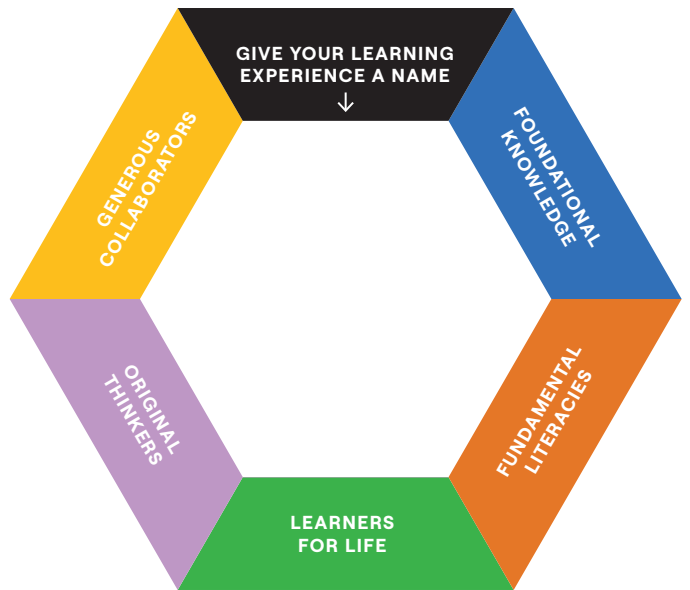 GIVE YOUR LEARNING
EXPERIENCE A NAME
↓
FOUNDATIONAL
KNOWLEDGE
FUNDAMENTAL
LITERACIES
LEARNERS
FOR LIFE
ORIGINAL
THINKERS
GENEROUS
COLLABORATORS